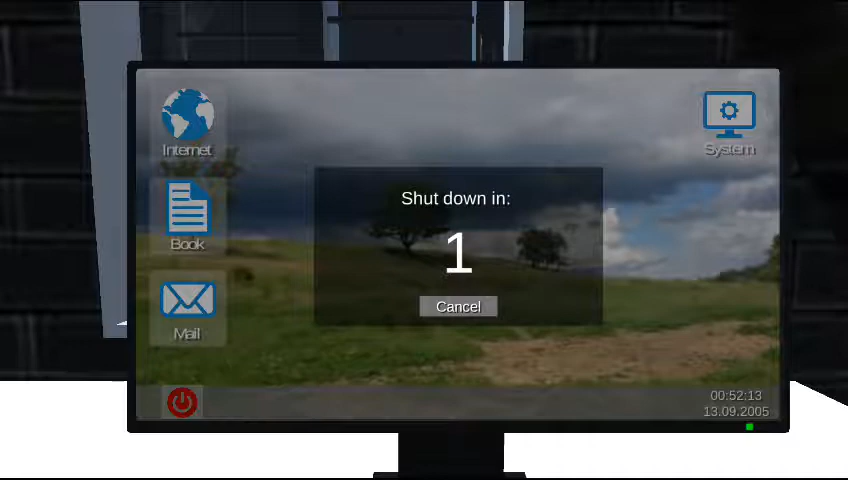 Internet
System
Shut down in:
Book
1
Cancel
Mail
00:52:13
13.09.2005